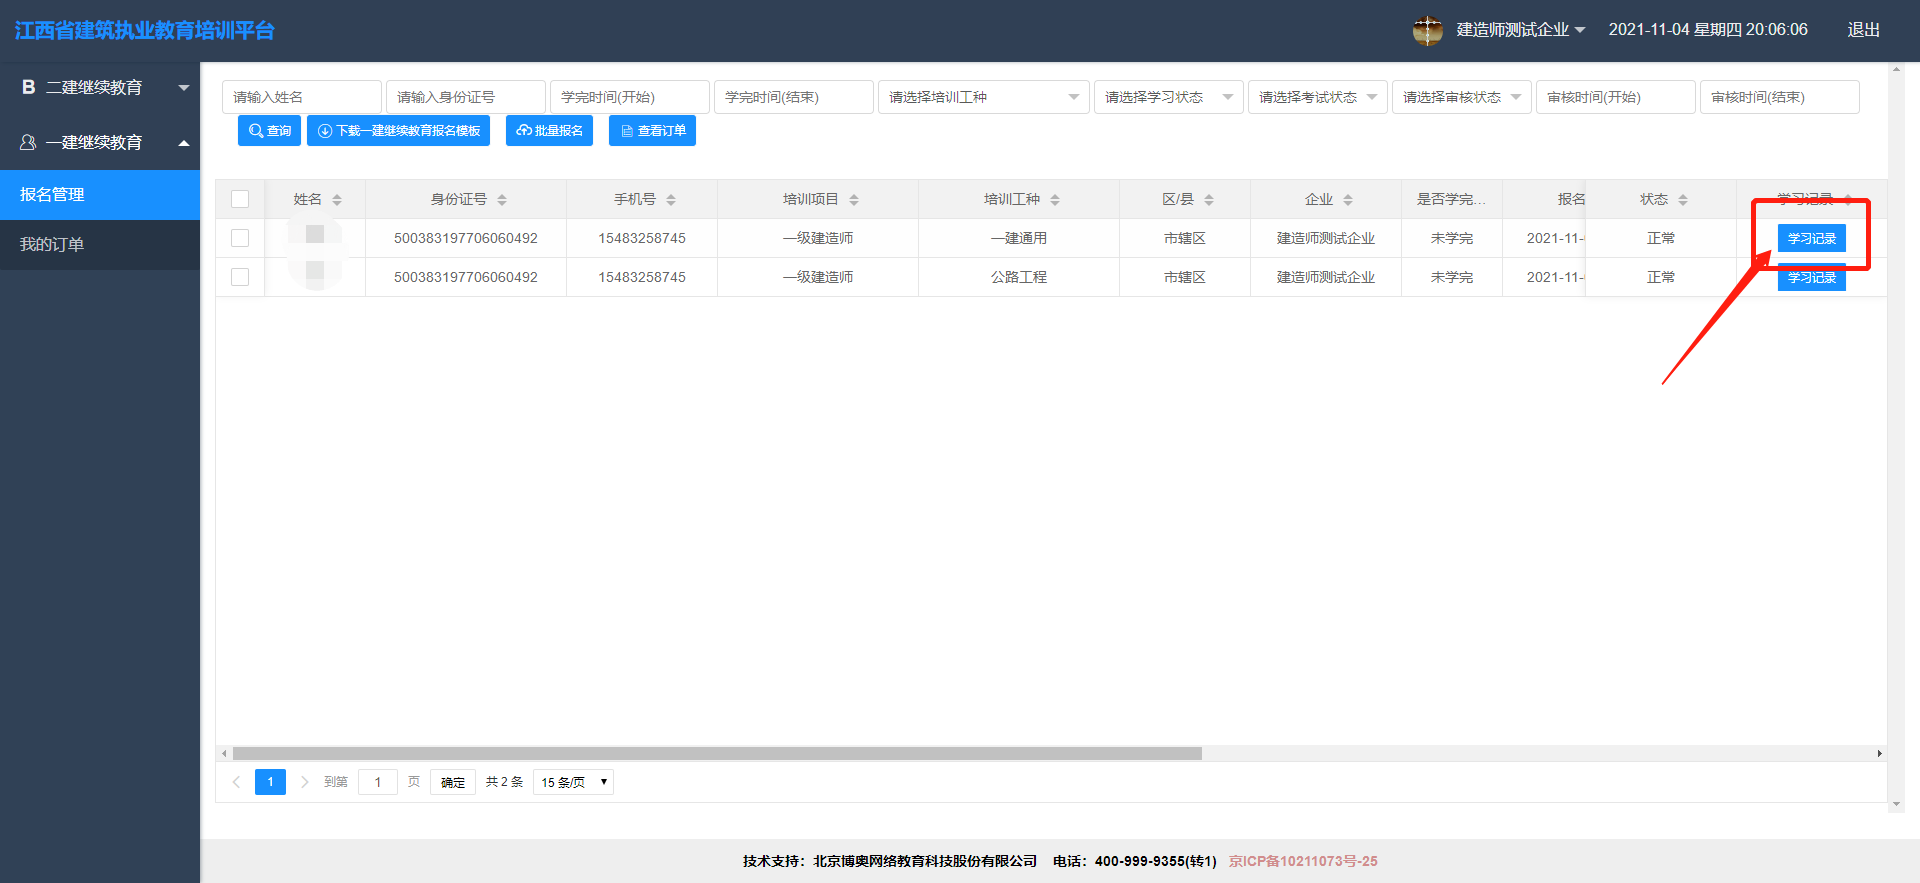 江西省建筑执业教育培训平台
建造师测试企业
2021-11-04 星期四 20:06:06
退出
B 二建继续教育
一建继续教育
报名管理
我的订单
请输入姓名
请输入身份证号
学完时间(开始)
学完时间(结束)
请选择培训工种
请选择学习状态
请选择考试状态
请选择审核状态
审核时间(开始)
审核时间(结束)
查询
下载一建继续教育报名模板
批量报名
查看订单
姓名 身份证号 手机号 培训项目 培训工种 区/县 企业 是否学完... 报名 状态 学习记录
500383197706060492 15483258745 一级建造师 一建通用 市辖区 建造师测试企业 未学完 2021-11- 正常 学习记录
500383197706060492 15483258745 一级建造师 公路工程 市辖区 建造师测试企业 未学完 2021-11- 正常 学习记录
1 到第 1 页 确定 共 2 条 15 条/页
技术支持：北京博奥网络教育科技股份有限公司 电话：400-999-9355(转1) 京ICP备10211073号-25